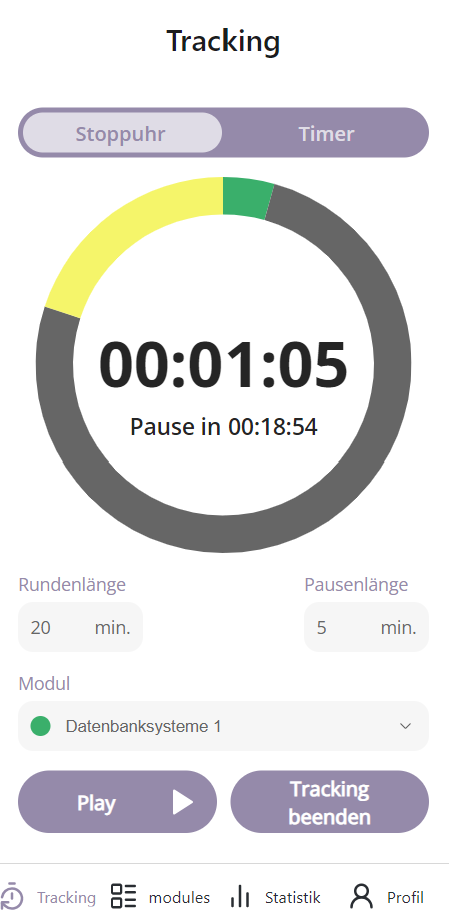 Tracking
Stoppuhr Timer
00:01:05
Pause in 00:18:54
Rundenlänge Pausenlänge
20 min. 5 min.
Modul
Datenbanksysteme 1
Play
Tracking
beenden
Tracking modules Statistik Profil